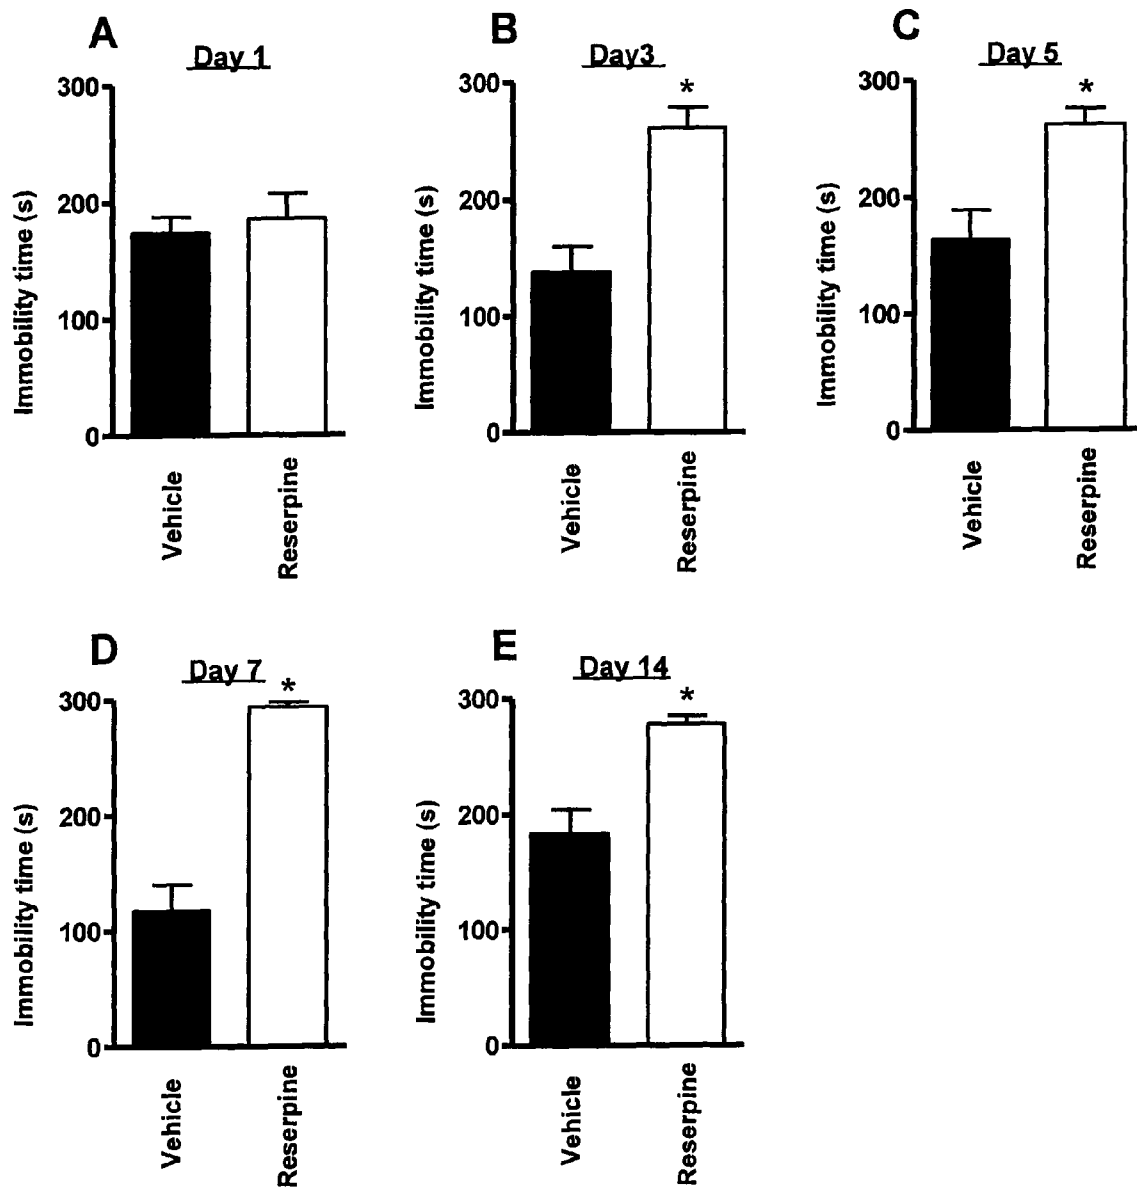 A
Day 1
300
200
100
0
Immobility time (s)
Vehicle
Reserpine
B
Day3
*
300
200
100
0
Immobility time (s)
Vehicle
Reserpine
C
Day 5
*
300
200
100
0
Immobility time (s)
Vehicle
Reserpine
D
Day 7
*
300
200
100
0
Immobility time (s)
Vehicle
Reserpine
E
Day 14
*
300
200
100
0
Immobility time (s)
Vehicle
Reserpine